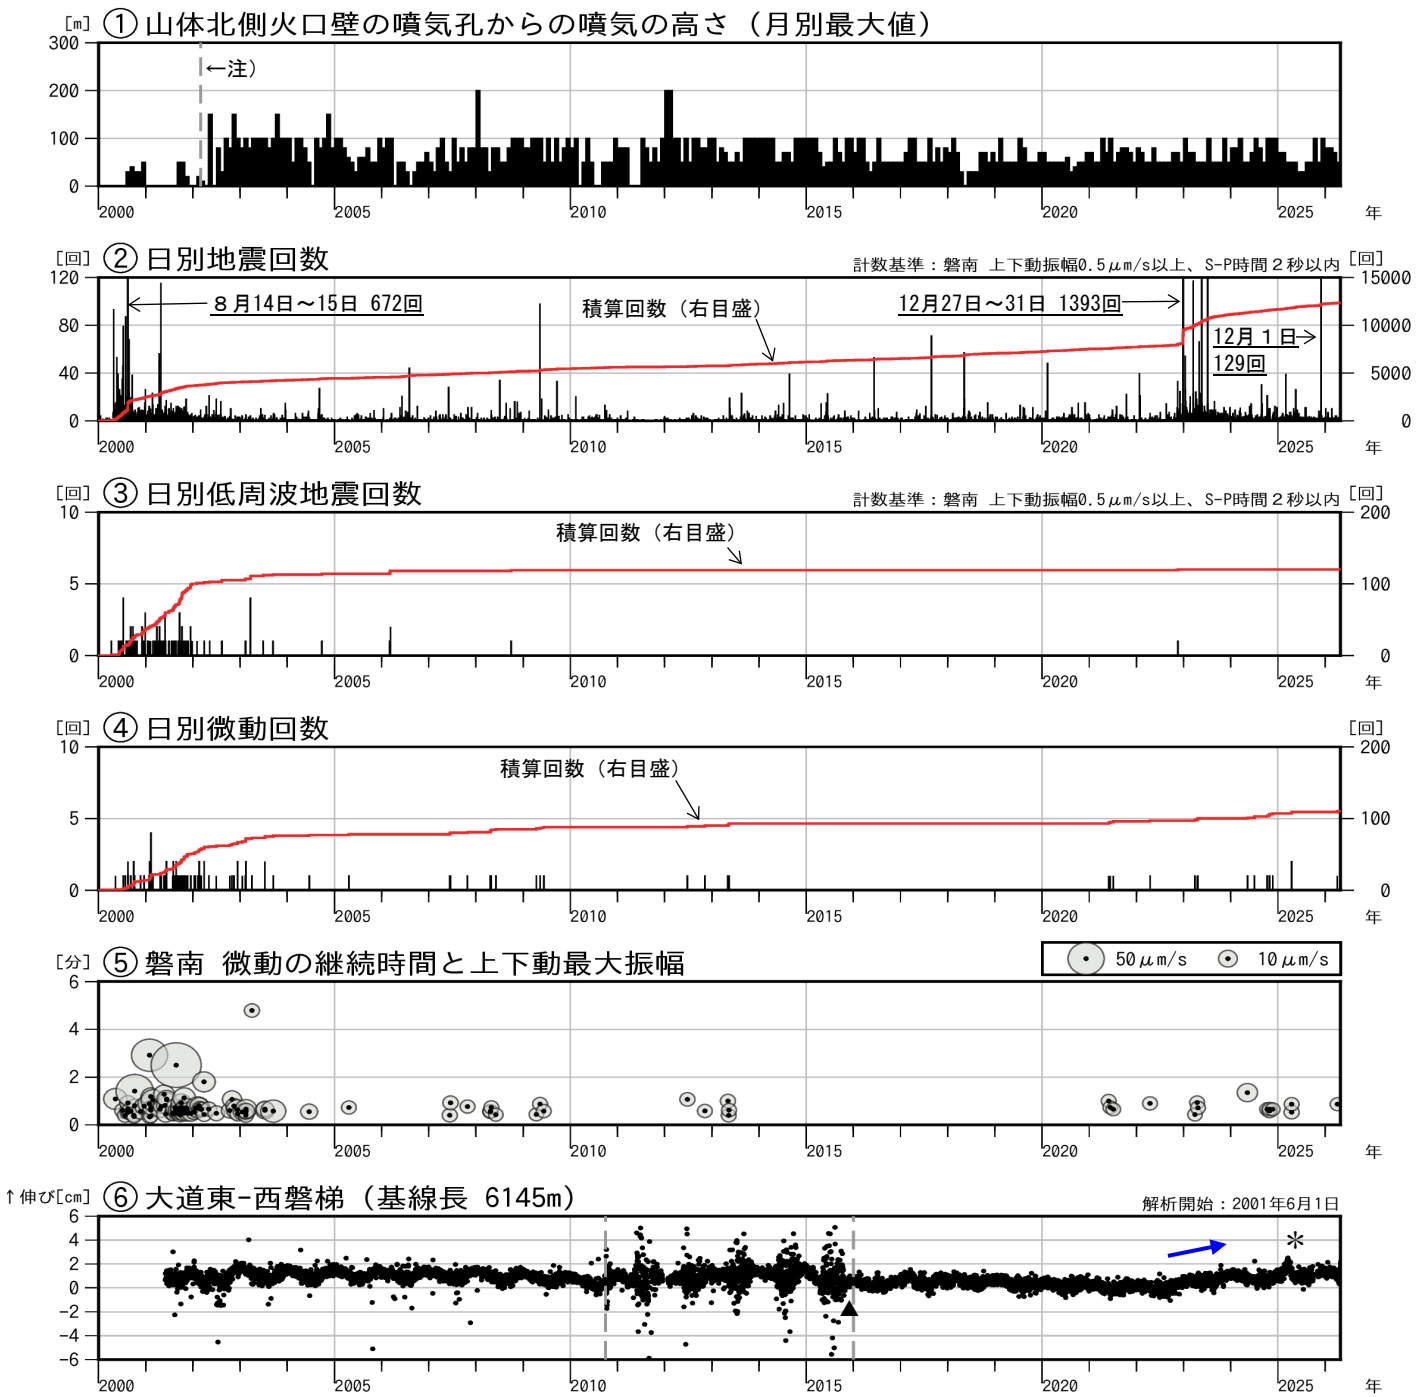 [m] ①山体北側火口壁の噴気孔からの噴気の高さ（月別最大値）
300
←注）
200
100
0
2000 2005 2010 2015 2020 2025 年
[回] ②日別地震回数 計数基準：磐南 上下動振幅0.5μm/s以上、S-P時間２秒以内 [回]
120 15000
８月14日～15日 672回 積算回数（右目盛） 12月27日～31日 1393回
80 10000
12月１日
129回
40 5000
0 0
2000 2005 2010 2015 2020 2025 年
[回] ③日別低周波地震回数 計数基準：磐南 上下動振幅0.5μm/s以上、S-P時間２秒以内 [回]
10 200
積算回数（右目盛）
5 100
0 0
2000 2005 2010 2015 2020 2025 年
[回] ④日別微動回数 [回]
10 200
積算回数（右目盛）
5 100
0 0
2000 2005 2010 2015 2020 2025 年
[分] ⑤磐南 微動の継続時間と上下動最大振幅 50μm/s 10μm/s
6
4
2
0
2000 2005 2010 2015 2020 2025 年
↑伸び[cm] ⑥大道東-西磐梯（基線長 6145m） 解析開始：2001年6月1日
6
4 ＊
2
0
-2
-4
-6
2000 2005 2010 2015 2020 2025 年